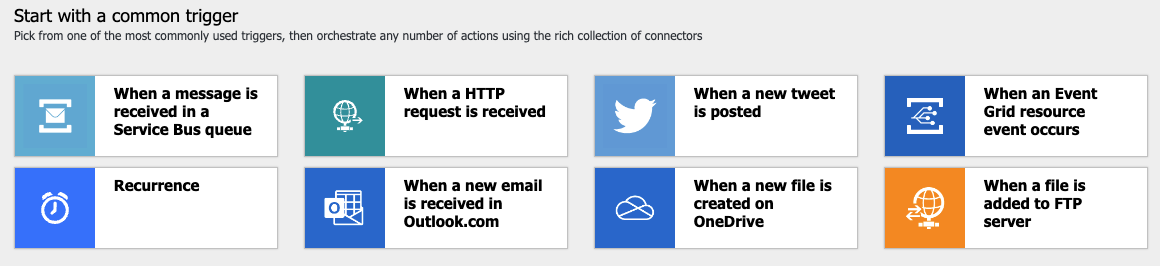 Start with a common trigger
Pick from one of the most commonly used triggers, then orchestrate any number of actions using the rich collection of connectors
When a message is
received in a
Service Bus queue
When a HTTP
request is received
When a new tweet
is posted
When an Event
Grid resource
event occurs
Recurrence
When a new email
is received in
Outlook.com
When a new file is
created on
OneDrive
When a file is
added to FTP
server